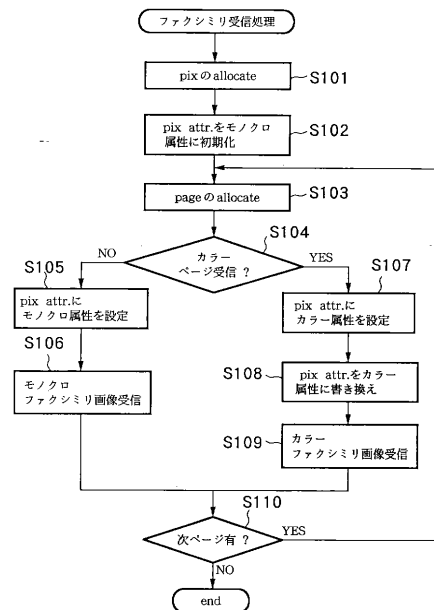 ファクシミリ受信処理
pixのallocate
S101
pix attr.をモノクロ
属性に初期化
S102
pageのallocate
S103
S104
カラー
ページ受信？
NO
YES
S105
pix attr.に
モノクロ属性を設定
S107
pix attr.に
カラー属性を設定
S106
モノクロ
ファクシミリ画像受信
S108
pix attr.をカラー
属性に書き換え
S109
カラー
ファクシミリ画像受信
S110
次ページ有？
YES
NO
end